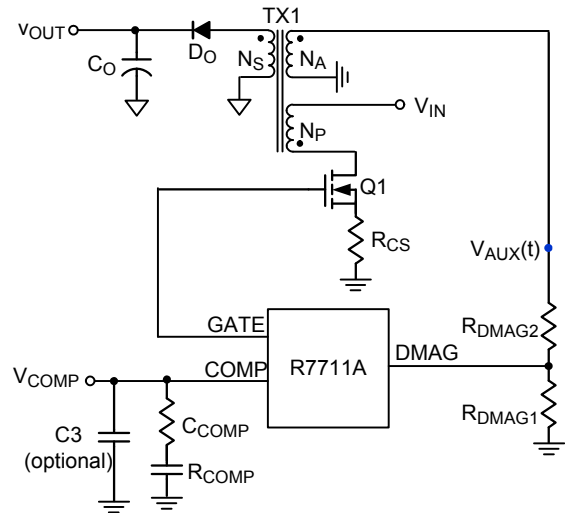 TX1
vOUT
DO
CO
NS
NA
NP
VIN
Q1
RCS
VAUX(t)
GATE
RDMAG2
R7711A
DMAG
VCOMP
COMP
RDMAG1
CCOMP
C3
(optional)
RCOMP